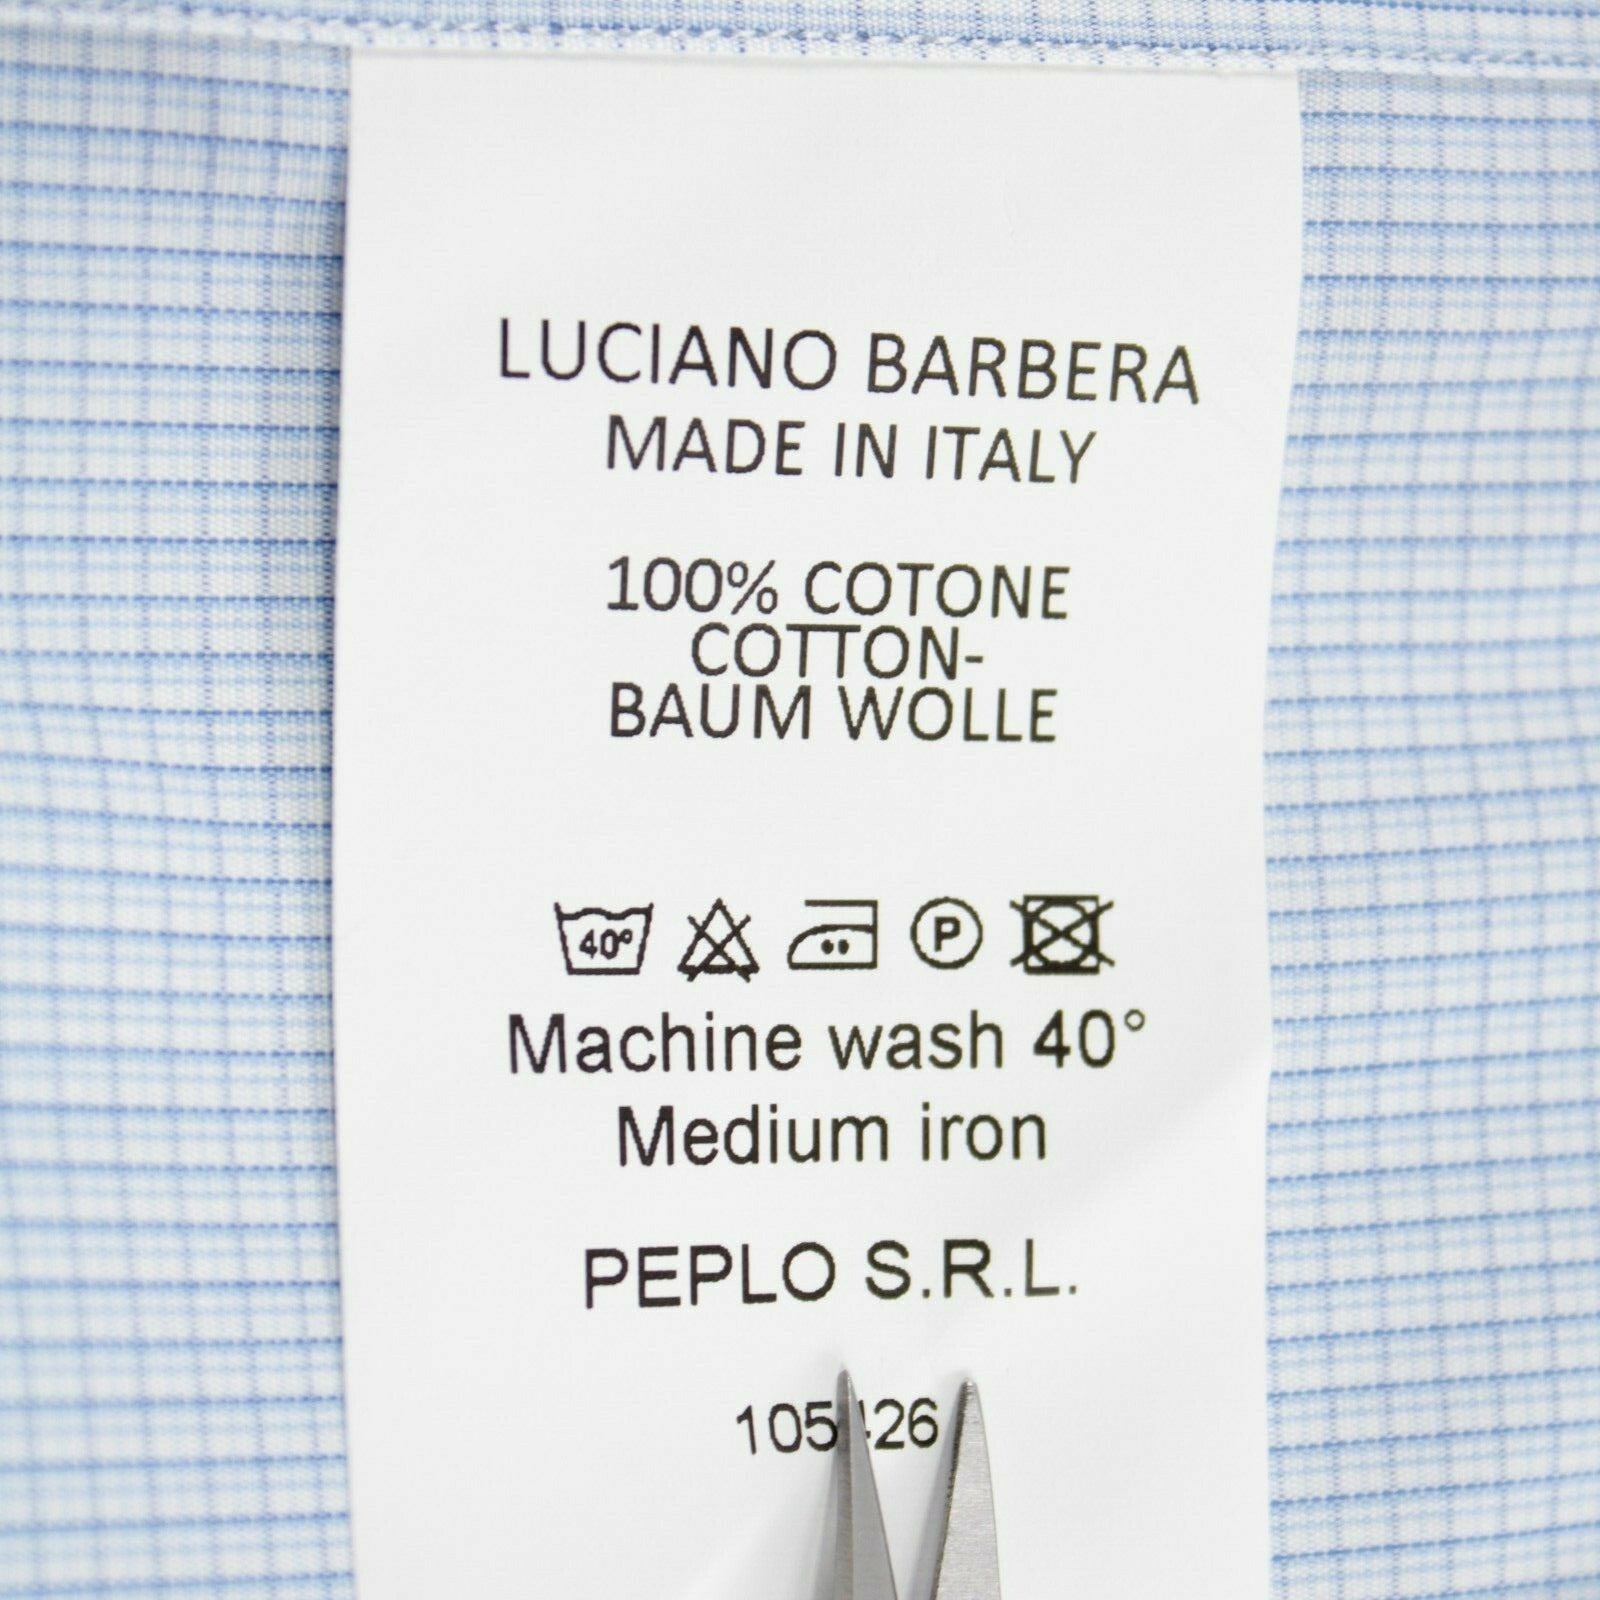 LUCIANO BARBERA
MADE IN ITALY
100% COTONE
COTTON-
BAUM WOLLE
40°
P
Machine wash 40°
Medium iron
PEPLO S.R.L.